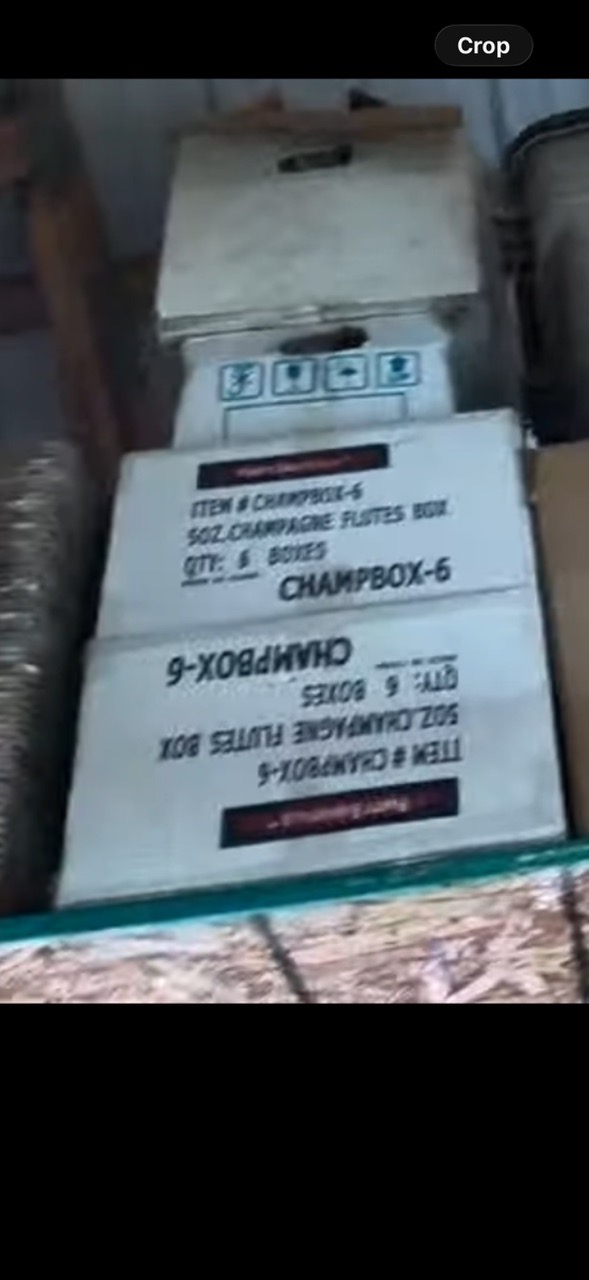 Crop
ITEM # CHAMPBOX-6
5OZ.CHAMPAGNE FLUTES BOX
QTY: 6 BOXES
CHAMPBOX-6
CHAMPBOX-6
QTY: 6 BOXES
5OZ.CHAMPAGNE FLUTES BOX
ITEM # CHAMPBOX-6